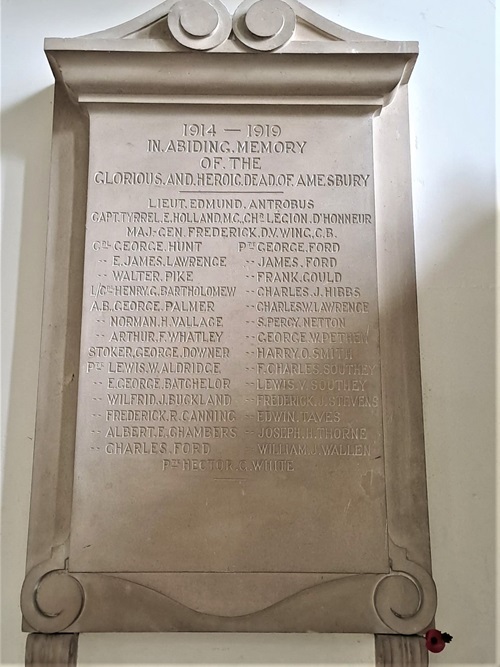 1914 — 1919
IN.ABIDING.MEMORY
OF.THE
GLORIOUS.AND.HEROIC.DEAD.OF.AMESBURY
LIEUT.EDMUND.ANTROBUS
CAPT.TYRREL.E.HOLLAND.M.C.,CHR LÉGION.D'HONNEUR
MAJ-GEN.FREDERICK.D.V.WING,C.B.
CPL GEORGE.HUNT
-- E.JAMES.LAWRENCE
-- WALTER.PIKE
L/CPL HENRY.G.BARTHOLOMEW
A.B.GEORGE.PALMER
-- NORMAN.H.VALLAGE
-- ARTHUR.F.WHATLEY
STOKER.GEORGE.DOWNER
PTE LEWIS.W.ALDRIDGE
-- E.GEORGE.BATCHELOR
-- WILFRID.J.BUCKLAND
-- FREDERICK.R.CANNING
-- ALBERT.E.CHAMBERS
-- CHARLES.FORD
PTE GEORGE.FORD
-- JAMES.FORD
-- FRANK.GOULD
-- CHARLES.J.HIBBS
-- CHARLES.W.LAWRENCE
-- S.PERCY.NETTON
-- GEORGE.W.PETHEN
-- HARRY.O.SMITH
-- F.CHARLES.SOUTHEY
-- LEWIS.V.SOUTHEY
-- FREDERICK. STEVENS
-- EDWIN.
-- JOSEPH.H.THORNE
-- WILLIAM.J.WALLEN
PTE HECTOR. WHITE